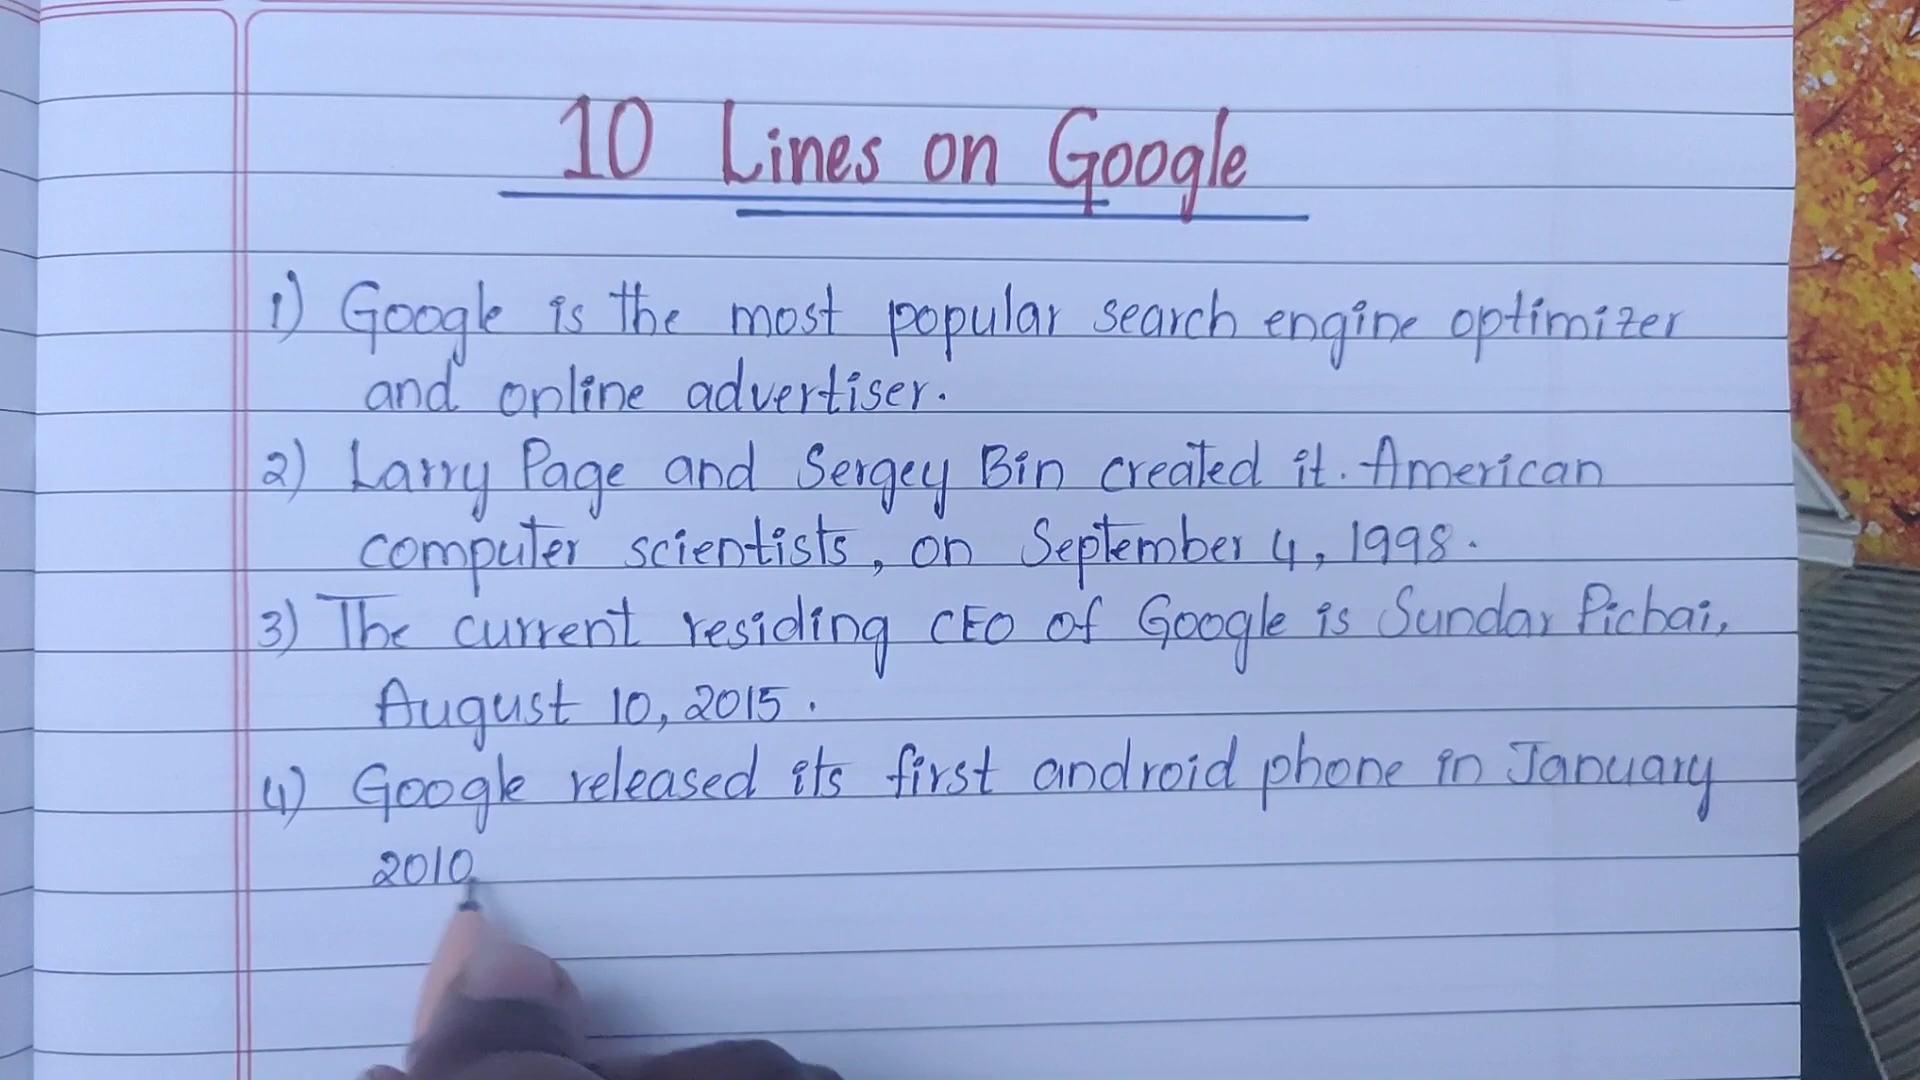 10 Lines on Google
1) Google is the most popular search engine optimizer
and online advertiser.
2) Larry Page and Sergey Bin created it. American
computer scientists, on September 4, 1998.
3) The current residing CEO of Google is Sundar Pichai,
August 10, 2015.
4) Google released its first android phone in January
2010